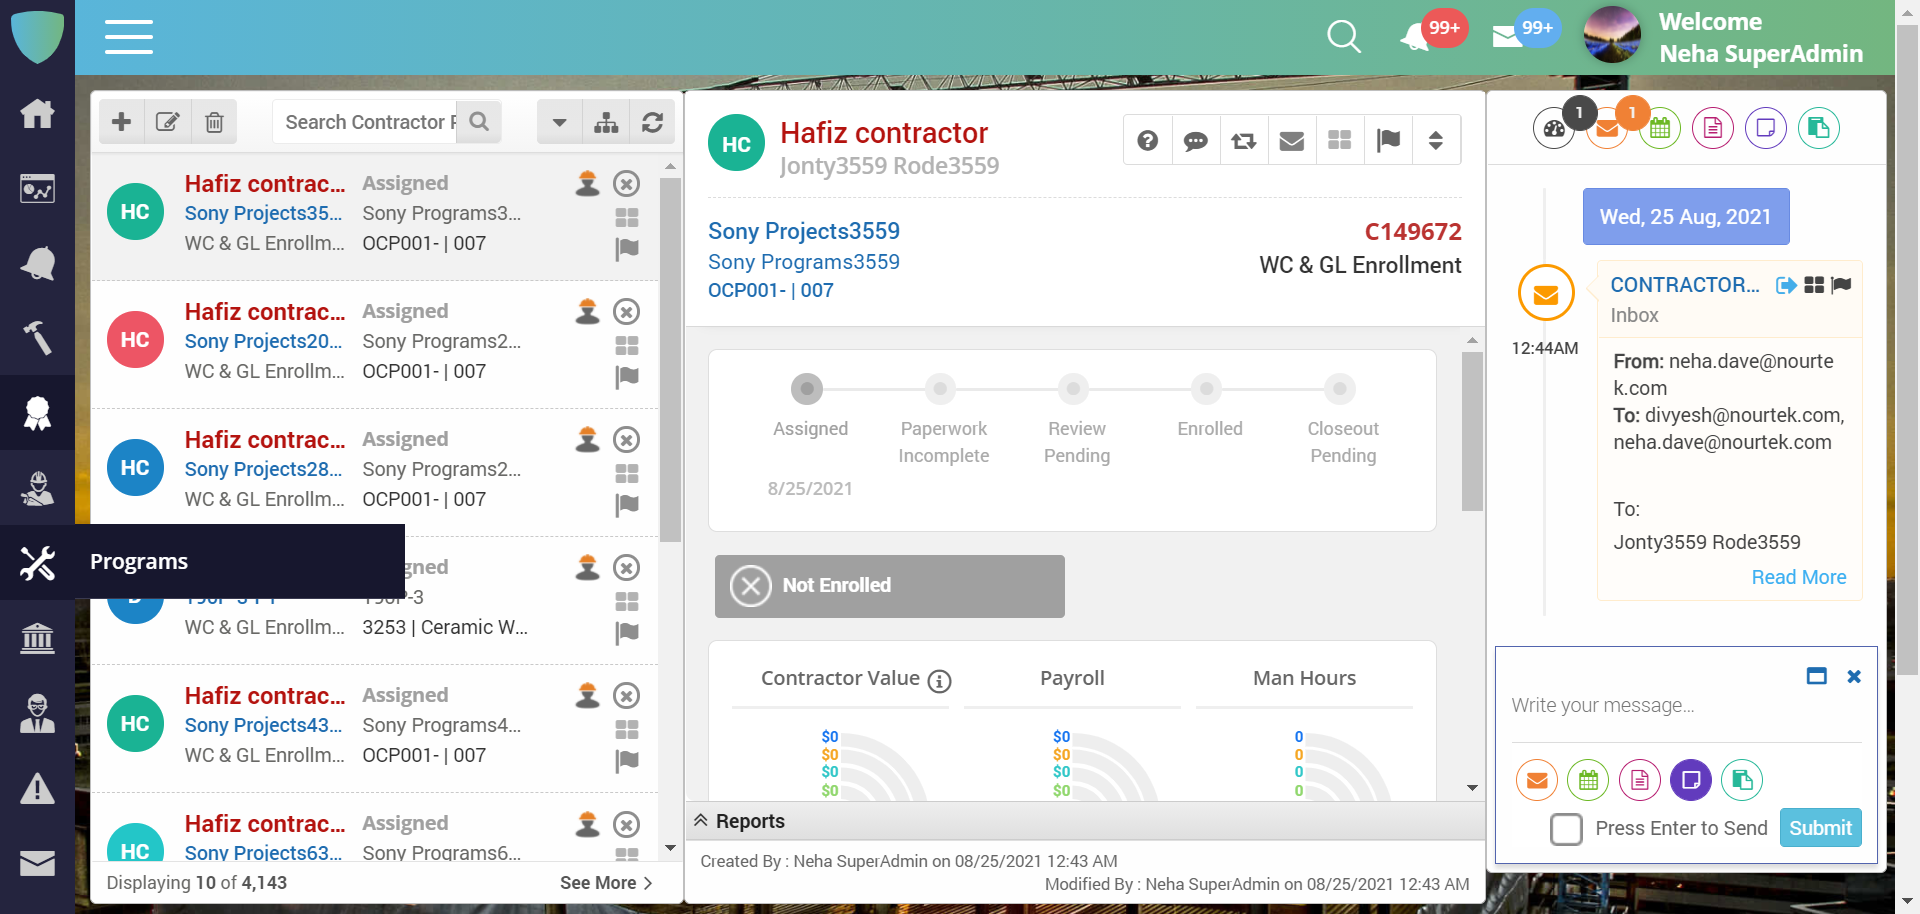 99+
99+
Welcome
Neha SuperAdmin
Search Contractor
Hafiz contrac... Assigned
Sony Projects35... Sony Programs3...
WC & GL Enrollm... OCP001- | 007
HC
Hafiz contrac... Assigned
Sony Projects20... Sony Programs2...
WC & GL Enrollm... OCP001- | 007
HC
Hafiz contrac... Assigned
Sony Projects28... Sony Programs2...
WC & GL Enrollm... OCP001- | 007
HC
Programs
WC & GL Enrollm... 3253 | Ceramic W...
Hafiz contrac... Assigned
Sony Projects43... Sony Programs4...
WC & GL Enrollm... OCP001- | 007
HC
Hafiz contrac... Assigned
Sony Projects63... Sony Programs6...
HC
Displaying 10 of 4,143
See More
HC
Hafiz contractor
Jonty3559 Rode3559
Sony Projects3559
C149672
Sony Programs3559
WC & GL Enrollment
OCP001- | 007
Assigned
Paperwork
Incomplete
Review
Pending
Enrolled
Closeout
Pending
8/25/2021
Not Enrolled
Contractor Value
Payroll
Man Hours
$0 $0 0
$0 $0 0
$0 $0 0
$0 $0 0
Reports
Created By : Neha SuperAdmin on 08/25/2021 12:43 AM
Modified By : Neha SuperAdmin on 08/25/2021 12:43 AM
1
1
Wed, 25 Aug, 2021
CONTRACTOR...
Inbox
12:44AM
From: neha.dave@nourte
k.com
To: divyesh@nourtek.com,
neha.dave@nourtek.com
To:
Jonty3559 Rode3559
Read More
Write your message...
Press Enter to Send
Submit